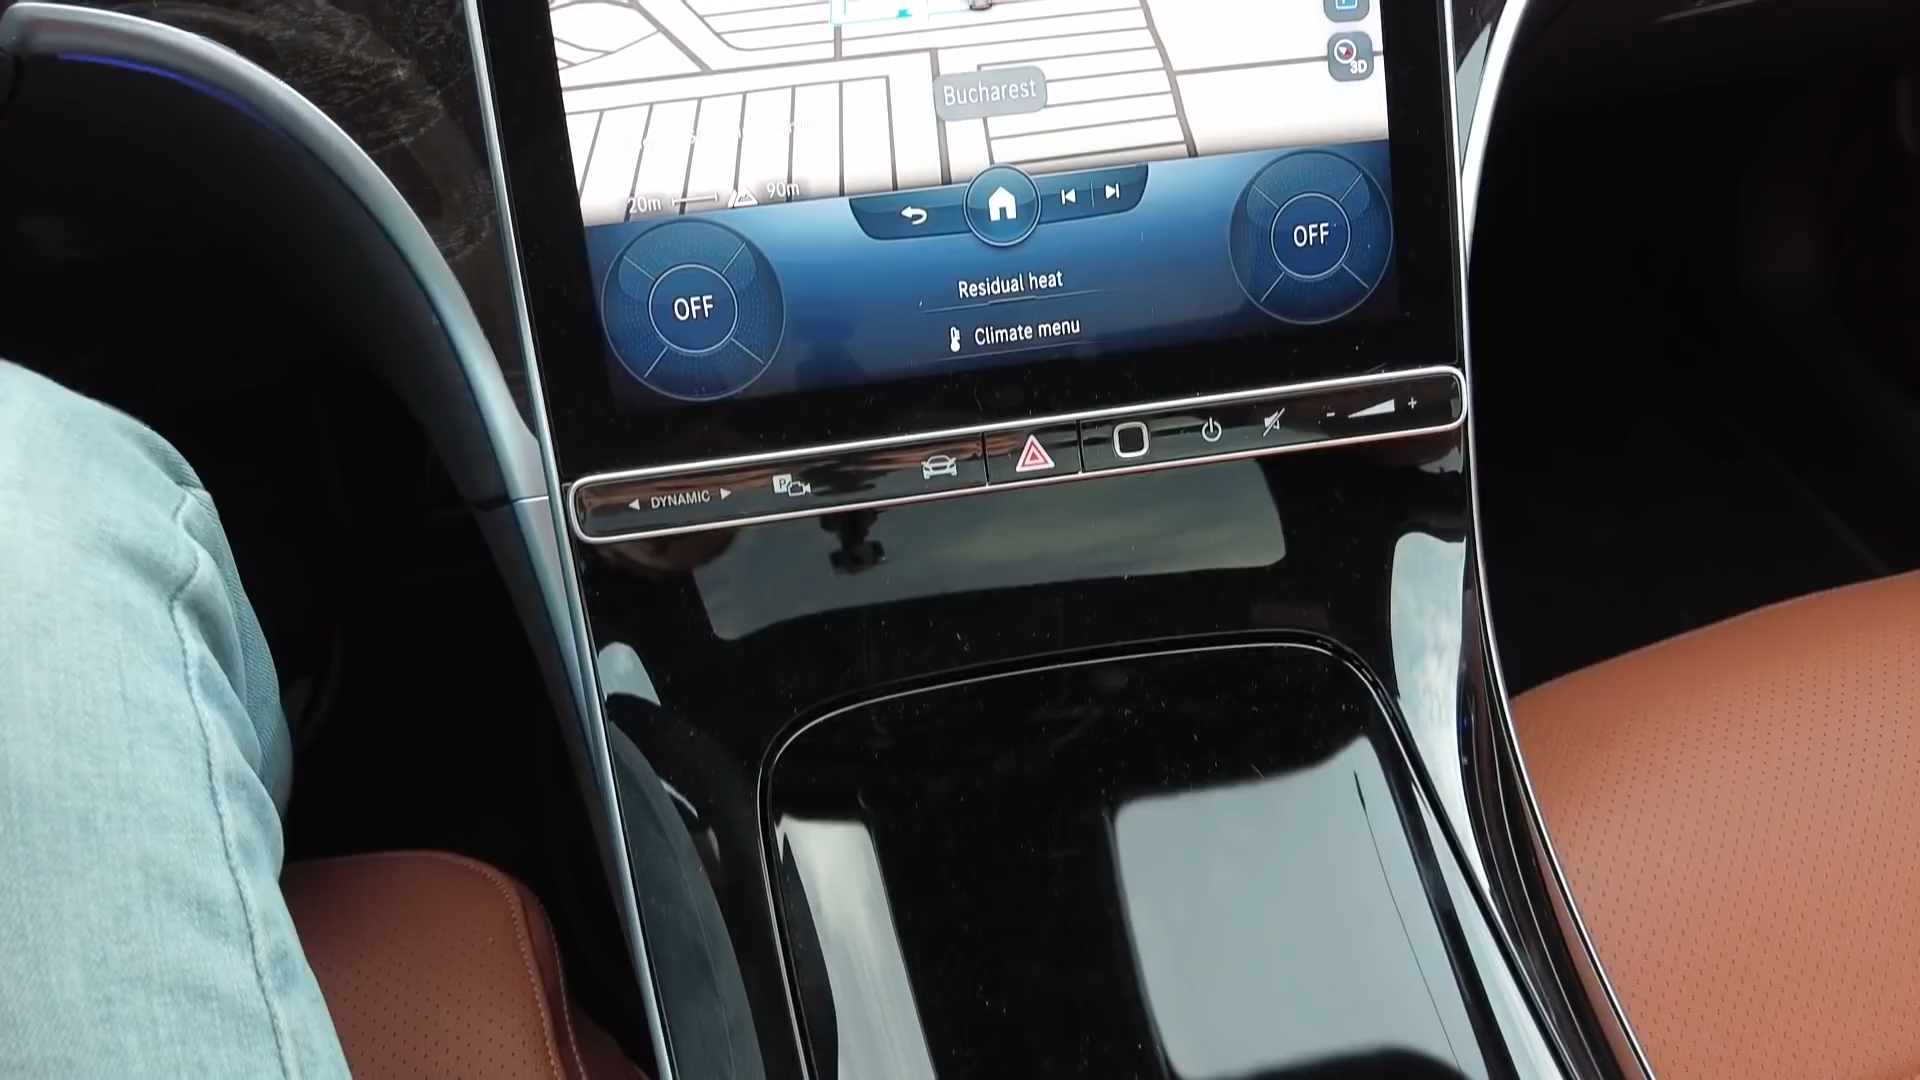 3D
Bucharest
20m
90m
OFF
OFF
Residual heat
Climate menu
DYNAMIC
P
- +